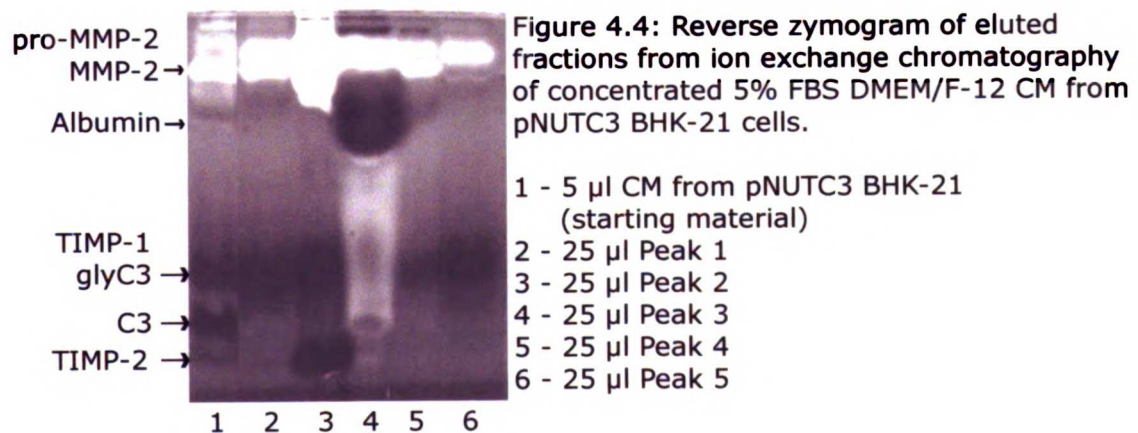 pro-MMP-2
MMP-2→
Albumin→
TIMP-1
glyC3 →
C3→
TIMP-2 →
1 2 3 4 5 6
Figure 4.4: Reverse zymogram of eluted
fractions from ion exchange chromatography
of concentrated 5% FBS DMEM/F-12 CM from
pNUTC3 BHK-21 cells.
1 - 5 µl CM from pNUTC3 BHK-21
(starting material)
2 - 25 µl Peak 1
3 - 25 µl Peak 2
4 - 25 µl Peak 3
5 - 25 µl Peak 4
6 - 25 µl Peak 5